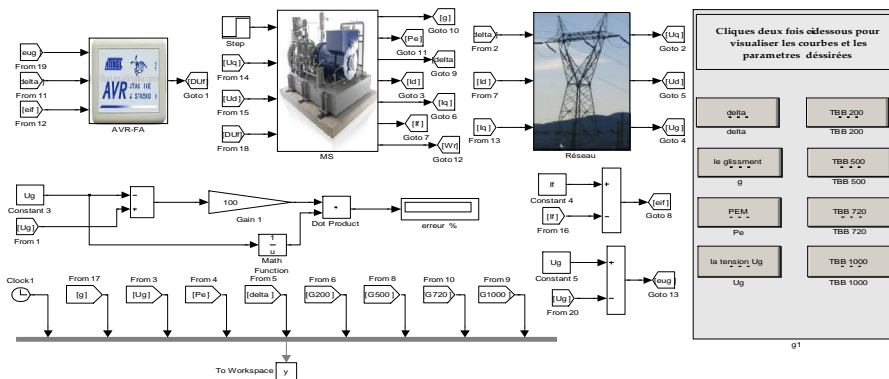 eug
From 19
delta
From 11
[eif]
From 12
AVR
AVR-FA
[DUf]
Goto 1
Step
[Uq]
From 14
[Ud]
From 15
[DUf]
From 18
MS
[g]
Goto 10
[Pe]
Goto 11
delta
Goto 9
[Id]
Goto 3
[Iq]
Goto 6
[If]
Goto 7
[Wr]
Goto 12
delta
From 2
[Id]
From 7
[Iq]
From 13
Réseau
[Uq]
Goto 2
[Ud]
Goto 5
[Ug]
Goto 4
Cliques deux fois cidessous pour
visualiser les courbes et les
parametres déssirées
delta
delta
TBB 200
TBB 200
le glissment
g
TBB 500
TBB 500
PEM
Pe
TBB 720
TBB 720
la tension Ug
Ug
TBB 1000
TBB 1000
g1
Ug
Constant 3
[Ug]
From 1
100
Gain 1
1
u
Math
Function
Dot Product
erreur %
If
Constant 4
[If]
From 16
[eif]
Goto 8
Ug
Constant 5
[Ug]
From 20
[eug
Goto 13
Clock1
From 17
[g]
From 3
[Ug]
From 4
[Pe]
From 5
[delta]
From 6
[G200]
From 8
[G500]
From 10
G720]
From 9
G1000]
To Workspace
y